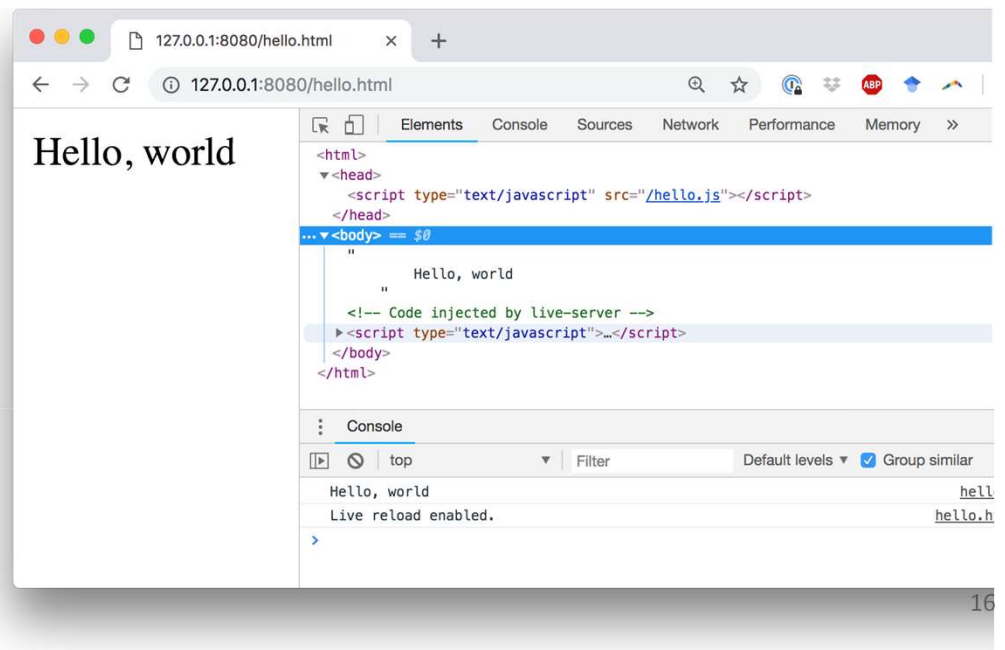 127.0.0.1:8080/hello.html
127.0.0.1:8080/hello.html
ABP
Hello, world
Elements Console Sources Network Performance Memory »
<html>
▼<head>
<script type="text/javascript" src="/hello.js"></script>
</head>
... ▼<body> == $0
"
Hello, world
"
<!-- Code injected by live-server -->
▶<script type="text/javascript">…</script>
</body>
</html>
Console
top ▼ Filter Default levels ▼ Group similar
Hello, world hell
Live reload enabled. hello.h
>
16